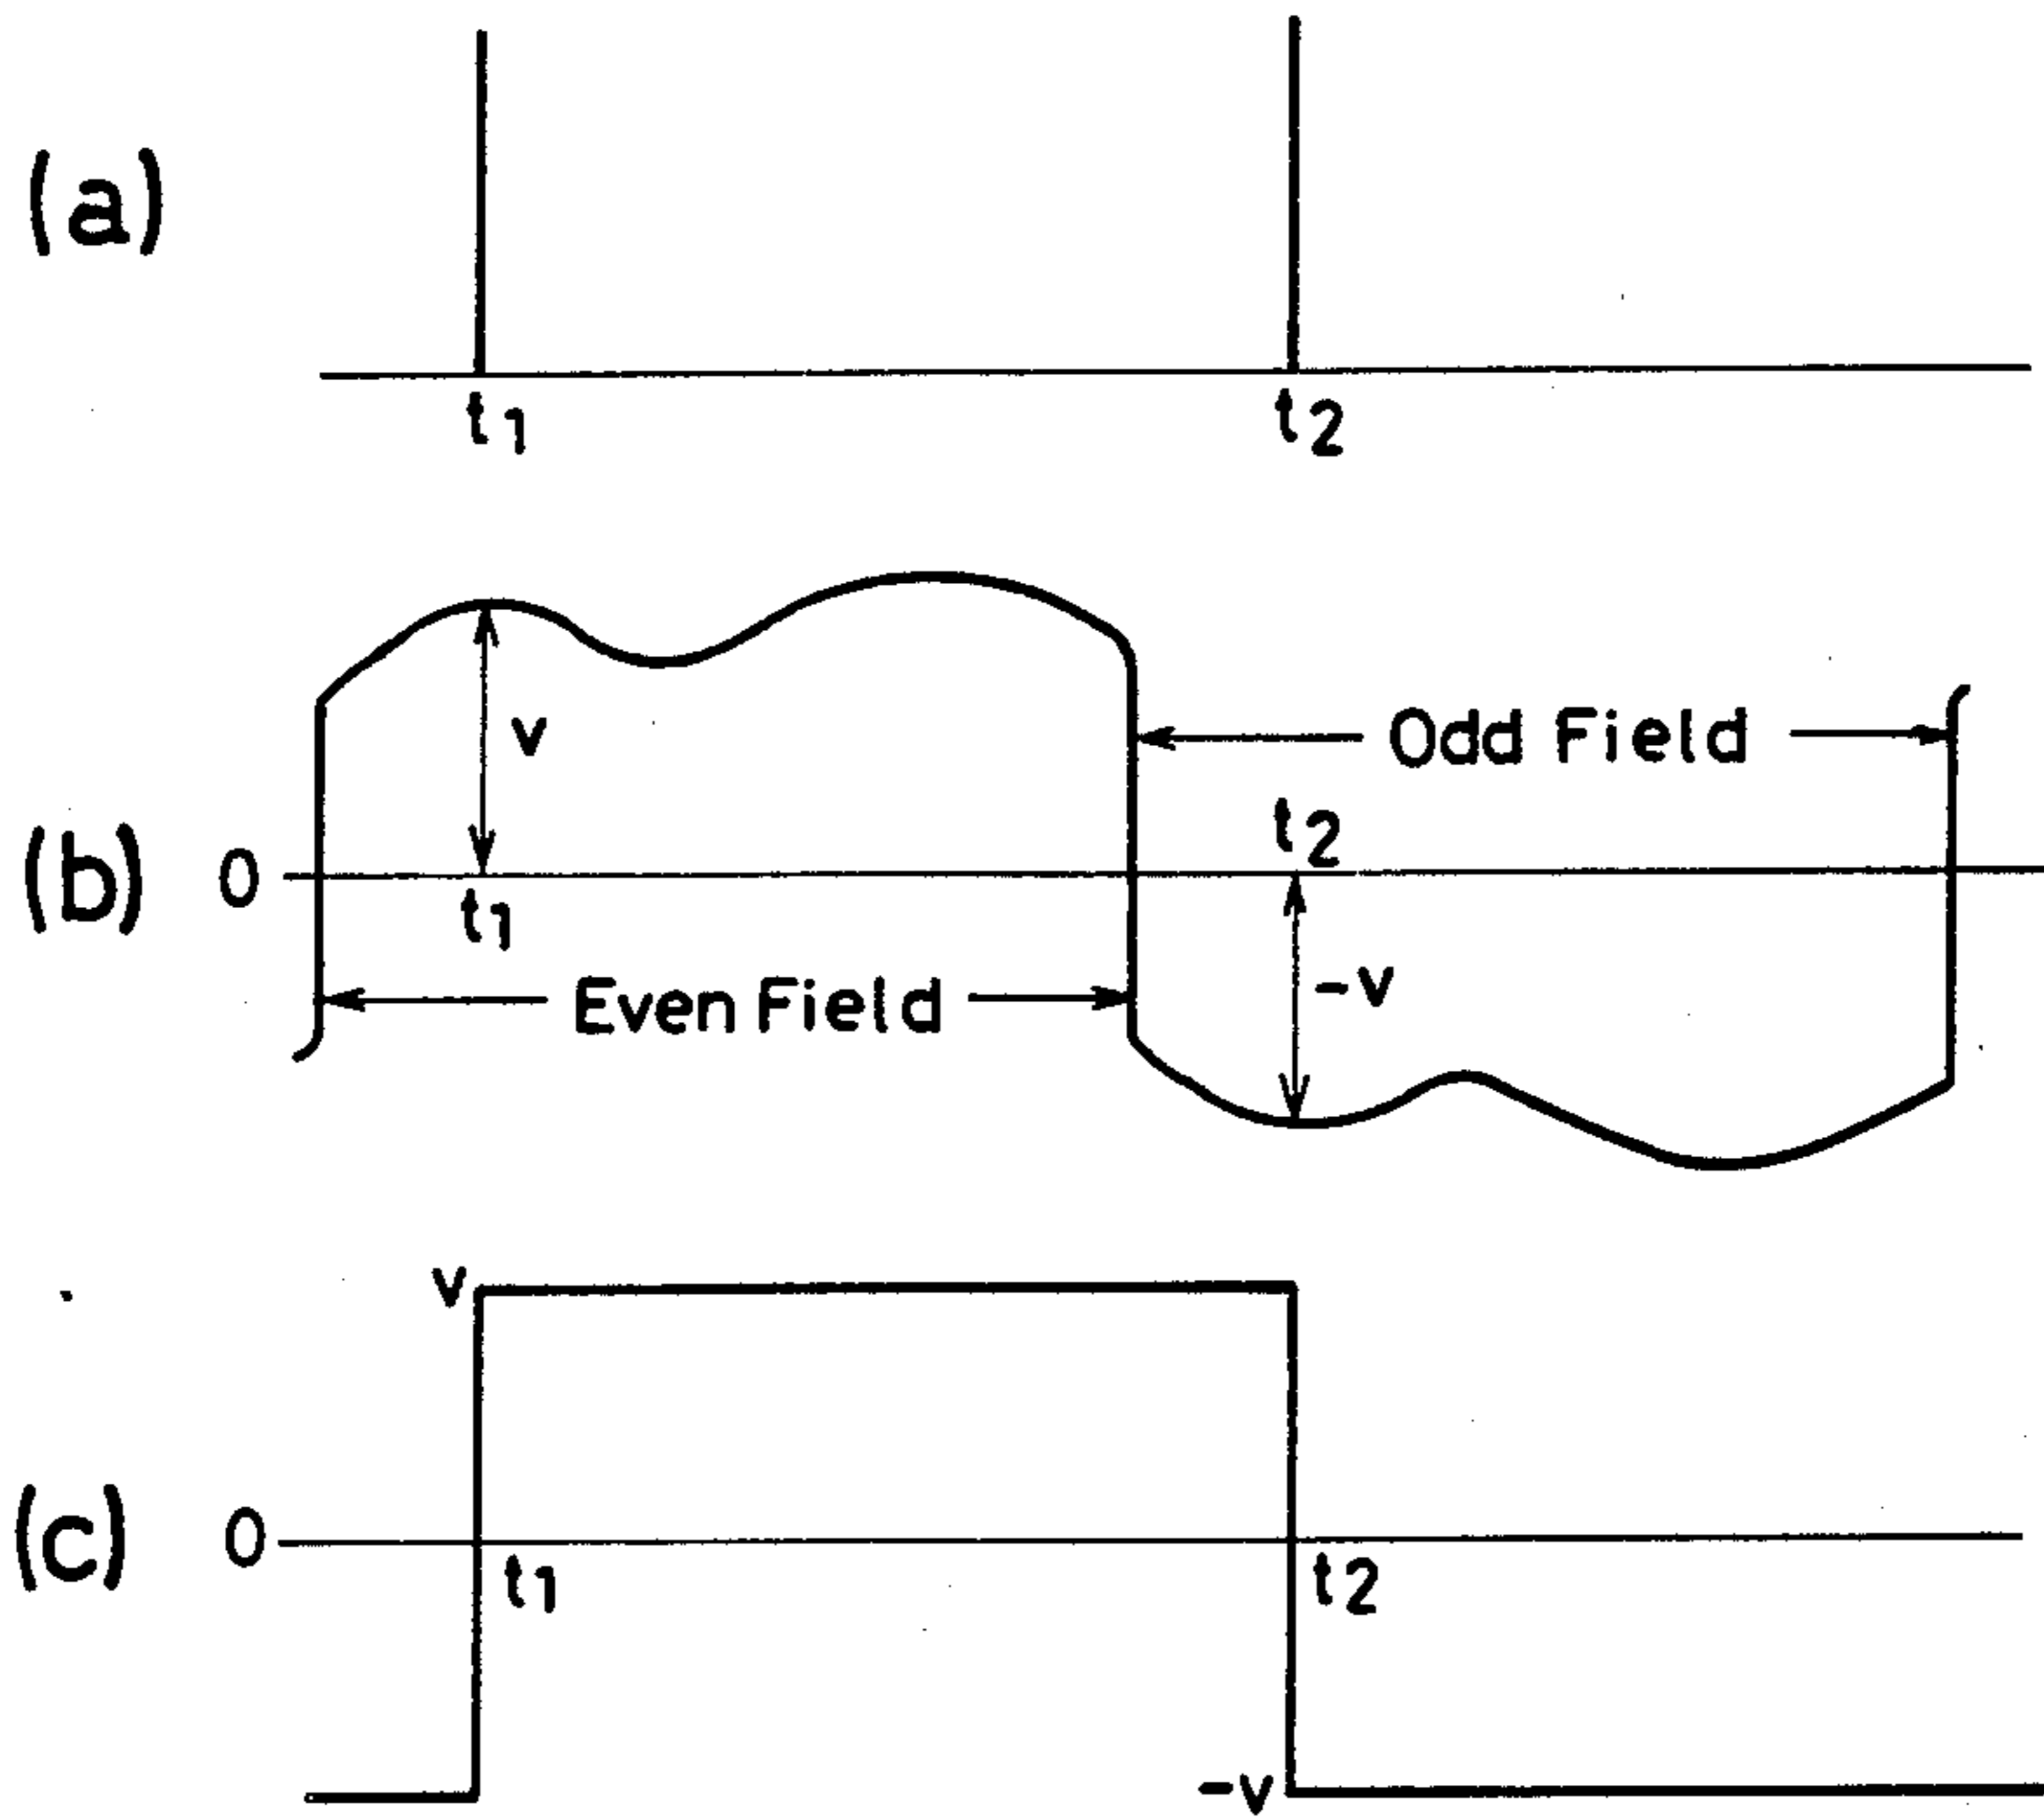 (a)
t1 t2
v
Odd Field
t2
(b) 0
t1
-v
Even Field
v
(c) 0
t1 t2
-v